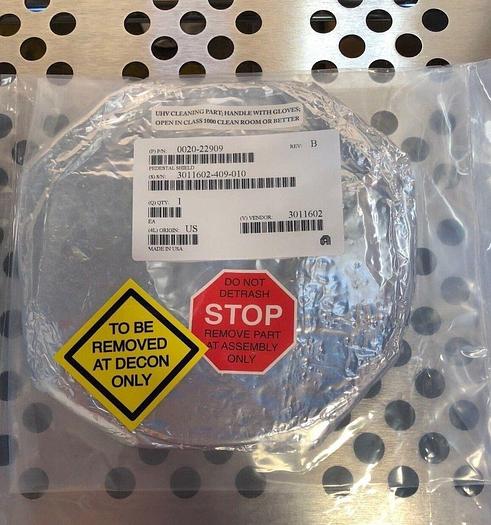 UHV CLEANING PART; HANDLE WITH GLOVES;
OPEN IN CLASS 1000 CLEAN ROOM OR BETTER
(P) P/N: 0020-22909 REV: B
PEDESTAL SHIELD
(S) S/N: 3011602-409-010
(Q) QTY: 1
EA
(V) VENDOR: 3011602
(4L) ORIGIN: US
MADE IN USA
DO NOT
DETRASH
STOP
REMOVE PART
AT ASSEMBLY
ONLY
TO BE
REMOVED
AT DECON
ONLY